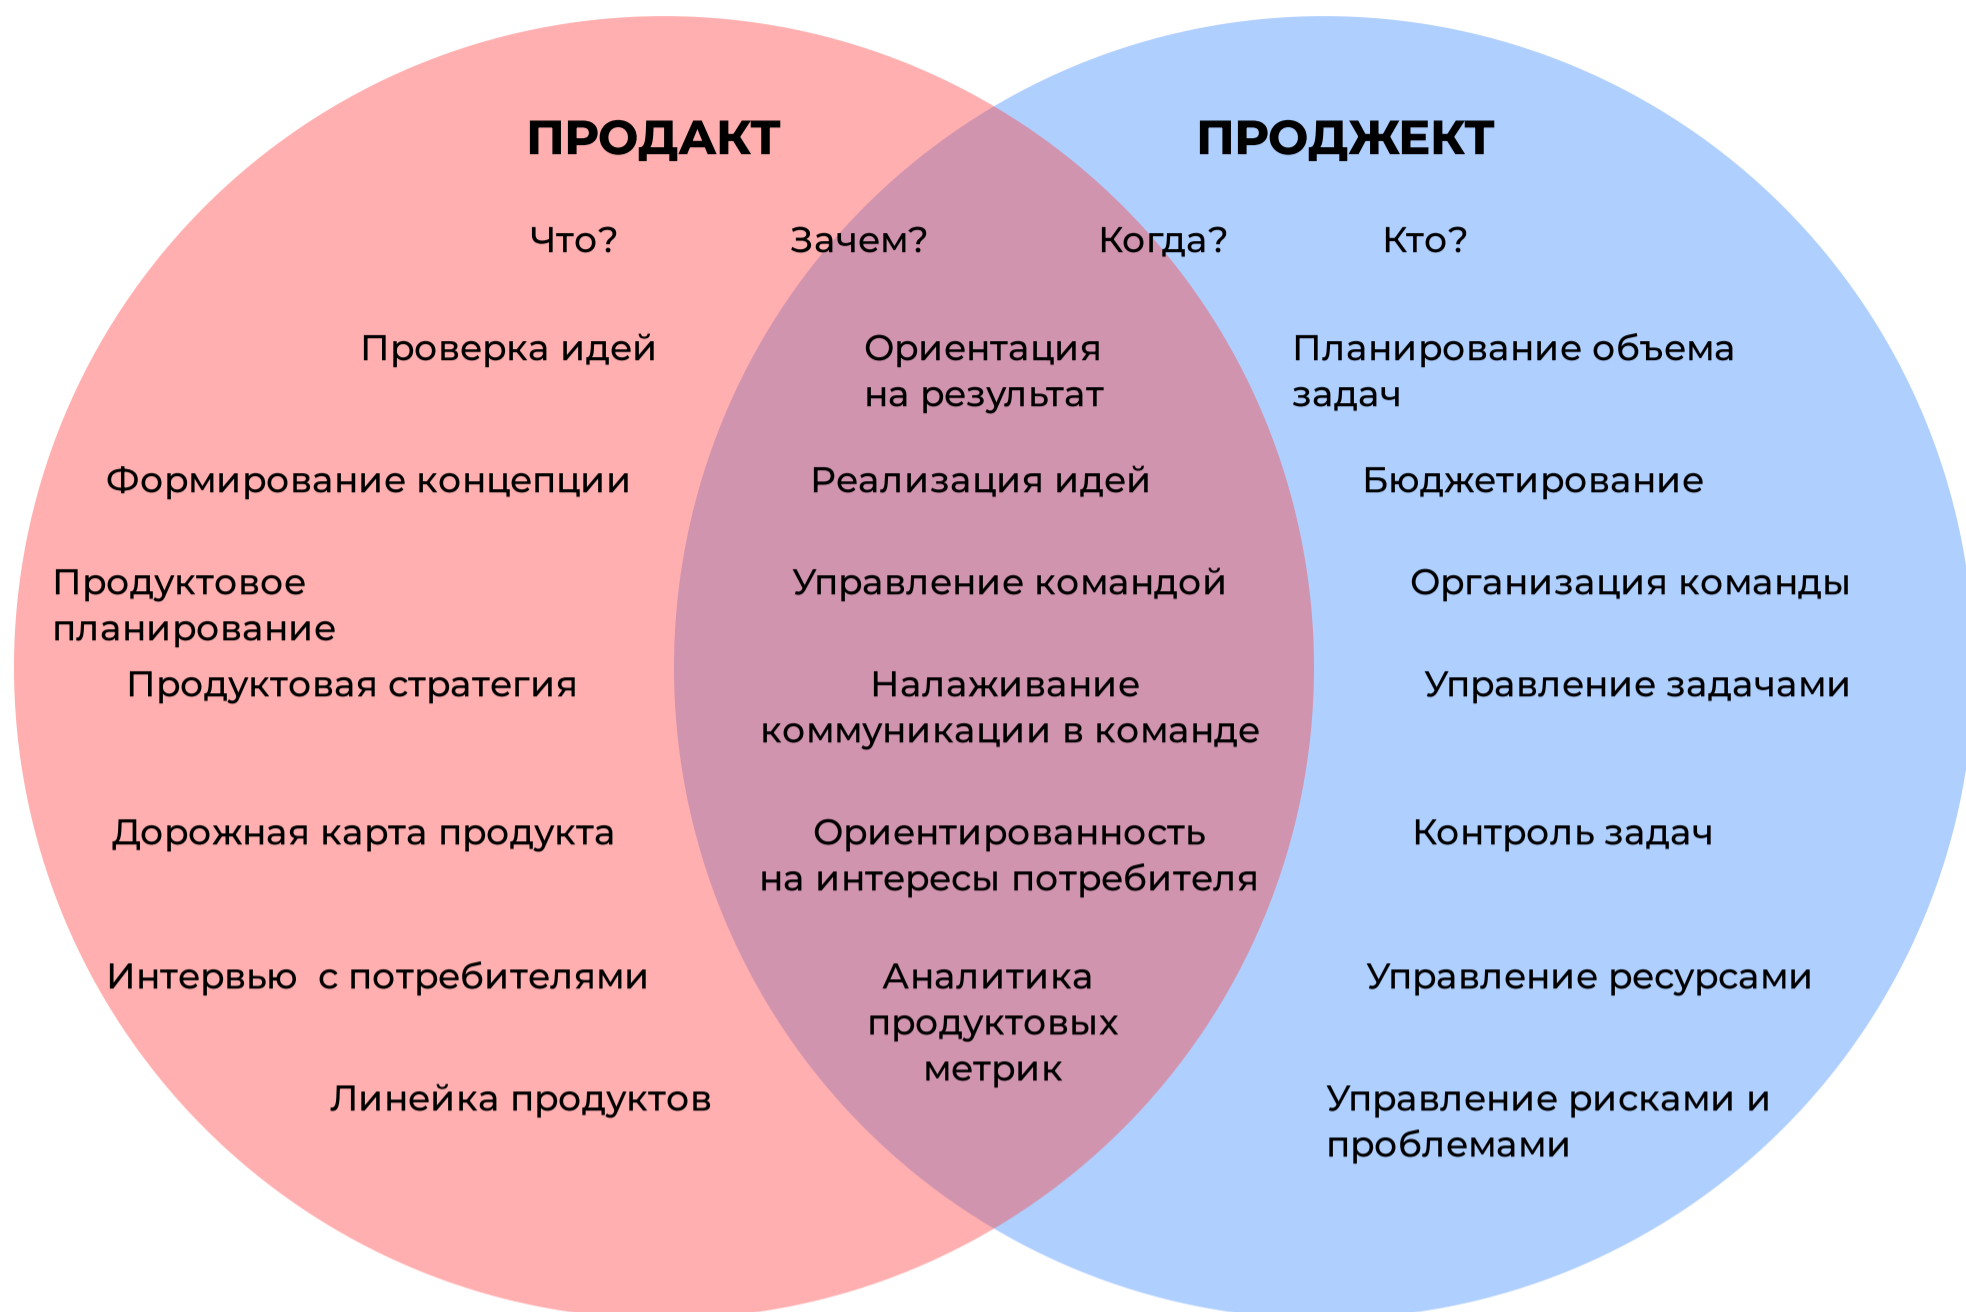 ПРОДАКТ
ПРОДЖЕКТ
Что?
Зачем?
Когда?
Кто?
Проверка идей
Ориентация
на результат
Планирование объема
задач
Формирование концепции
Реализация идей
Бюджетирование
Продуктовое
планирование
Управление командой
Организация команды
Продуктовая стратегия
Налаживание
коммуникации в команде
Управление задачами
Дорожная карта продукта
Ориентированность
на интересы потребителя
Контроль задач
Интервью  с потребителями
Аналитика
продуктовых
метрик
Управление ресурсами
Линейка продуктов
Управление рисками и
проблемами